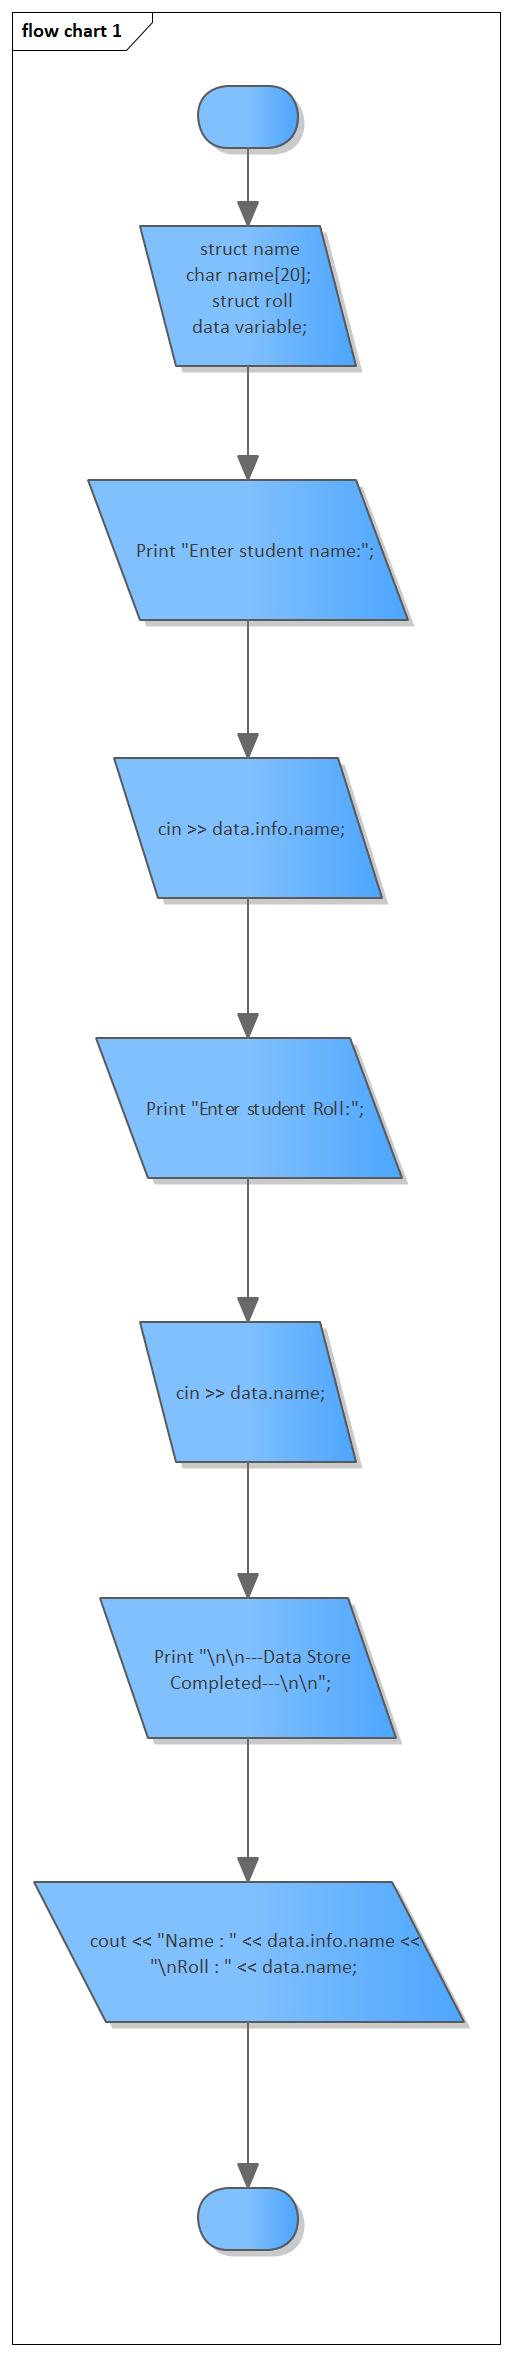 flow chart 1
struct name
char name[20];
struct roll
data variable;
Print "Enter student name:";
cin >> data.info.name;
Print "Enter student Roll:";
cin >> data.name;
Print "\n\n---Data Store
Completed---\n\n";
cout << "Name : " << data.info.name <<
"\nRoll : " << data.name;